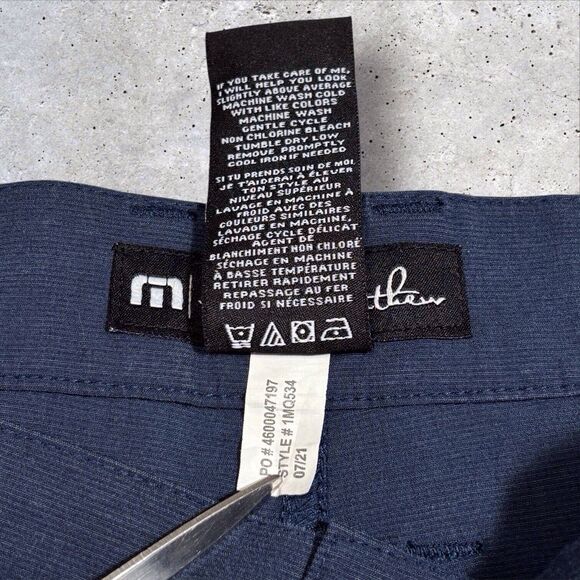 IF YOU TAKE CARE OF ME,
I WILL HELP YOU LOOK
SLIGHTLY ABOVE AVERAGE
MACHINE WASH COLD
WITH LIKE COLORS
MACHINE WASH
GENTLE CYCLE
NON CHLORINE BLEACH
TUMBLE DRY LOW
REMOVE PROMPTLY
COOL IRON IF NEEDED
SI TU PRENDS SOIN DE MOI,
JE T'AIDERAI À ÉLEVER
TON STYLE AU
NIVEAU SUPÉRIEUR
LAVAGE EN MACHINE À
FROID AVEC DES
COULEURS SIMILAIRES
LAVAGE EN MACHINE,
SÉCHAGE CYCLE DÉLICAT
AGENT DE
BLANCHIMENT NON CHLORÉ
SÉCHAGE EN MACHINE
À BASSE TEMPÉRATURE
RETIRER RAPIDEMENT
REPASSAGE AU FER
FROID SI NÉCESSAIRE
m
thew
PO # 4600047197
STYLE # 1MQ534
07/21